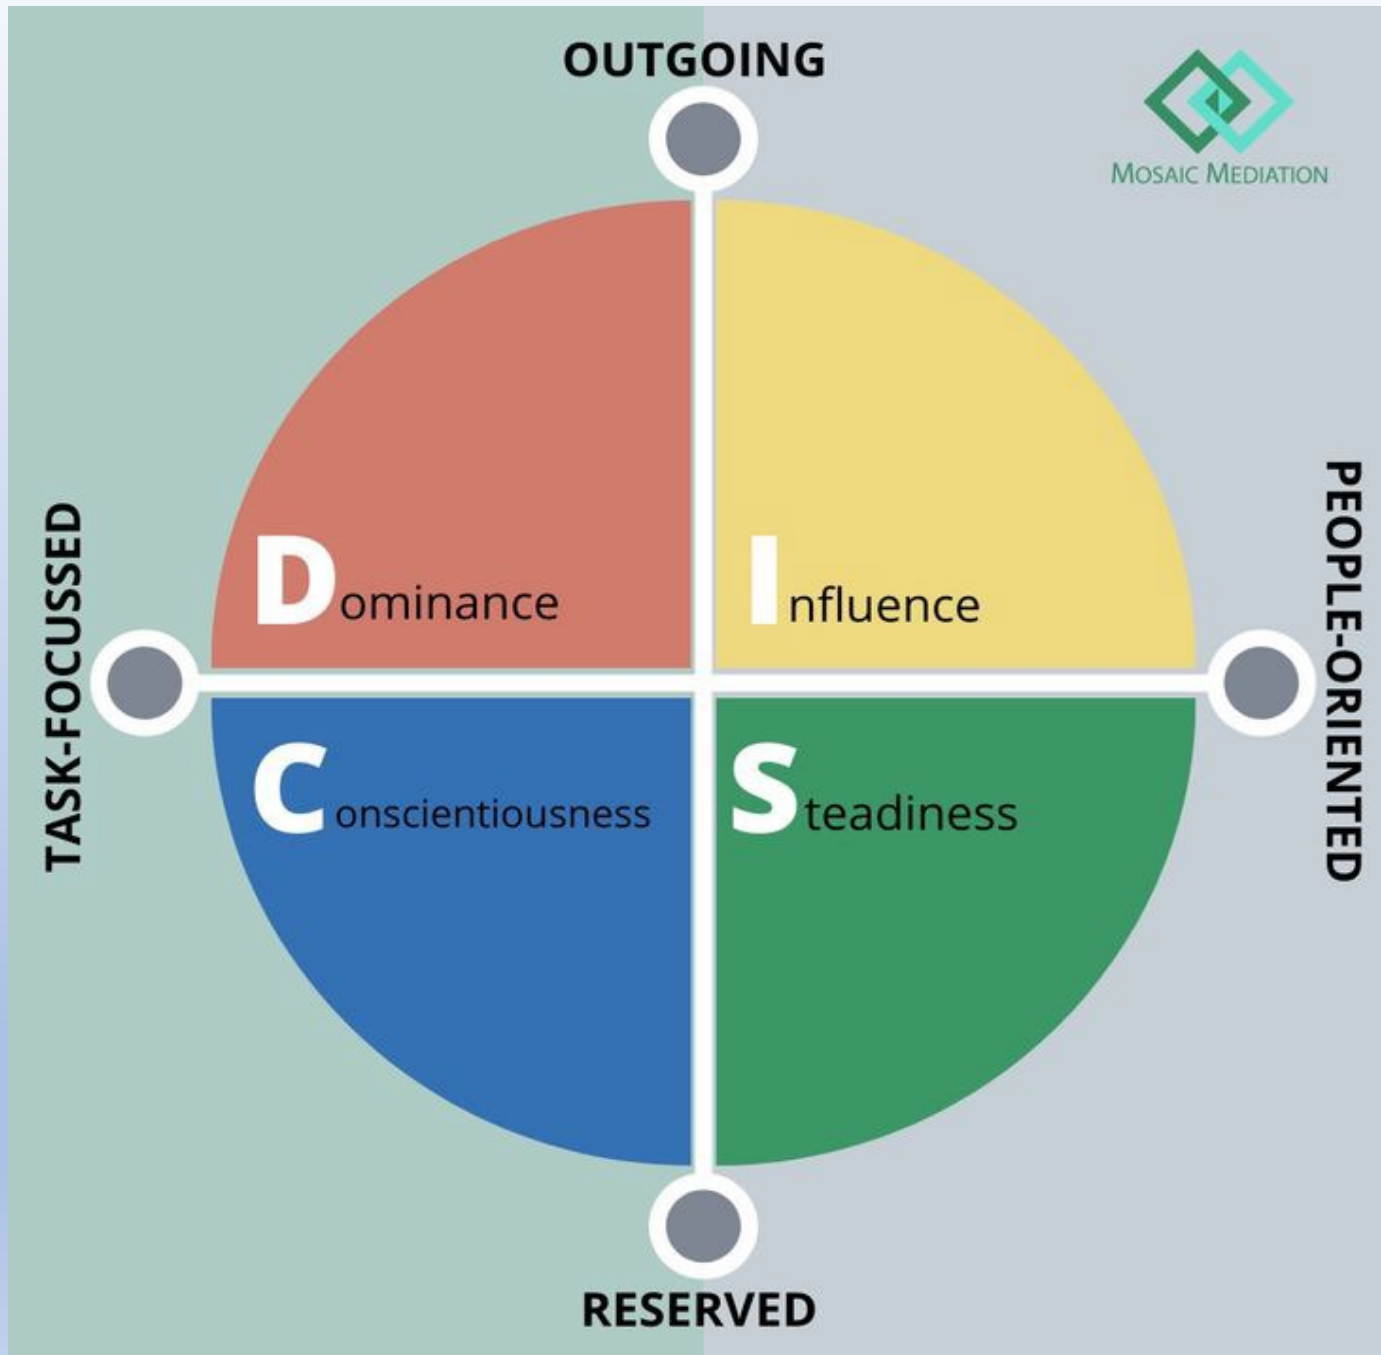 OUTGOING
MOSAIC MEDIATION
Dominance
Influence
TASK-FOCUSSED
PEOPLE-ORIENTED
Conscientiousness
Steadiness
RESERVED